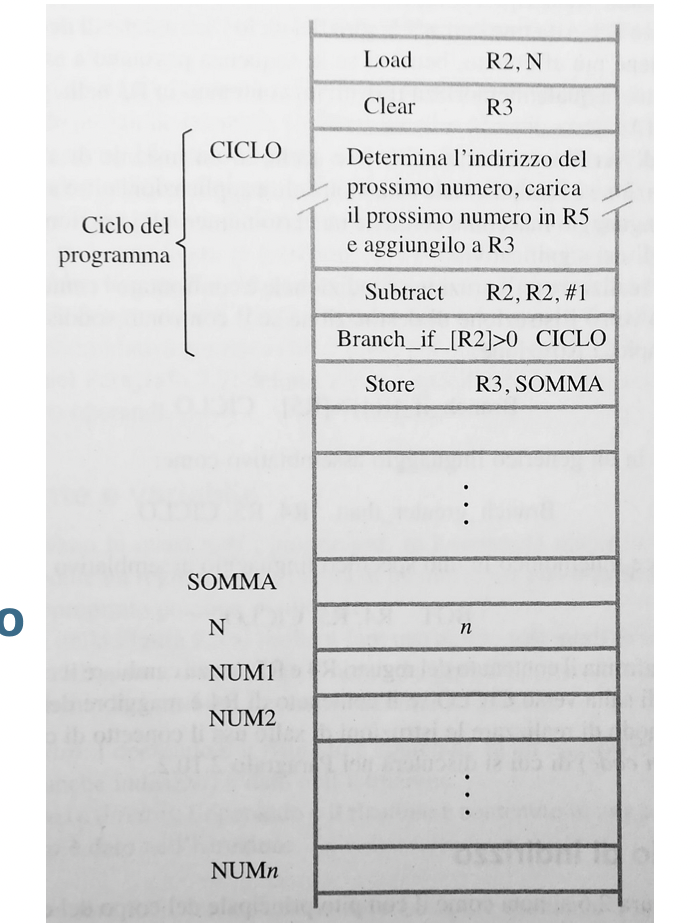 Load R2, N
Clear R3
CICLO
Determina l'indirizzo del
prossimo numero, carica
il prossimo numero in R5
e aggiungilo a R3
Ciclo del
programma
Subtract R2, R2, #1
Branch_if_[R2]>0 CICLO
Store R3, SOMMA
SOMMA
o
N n
NUM1
NUM2
NUMn